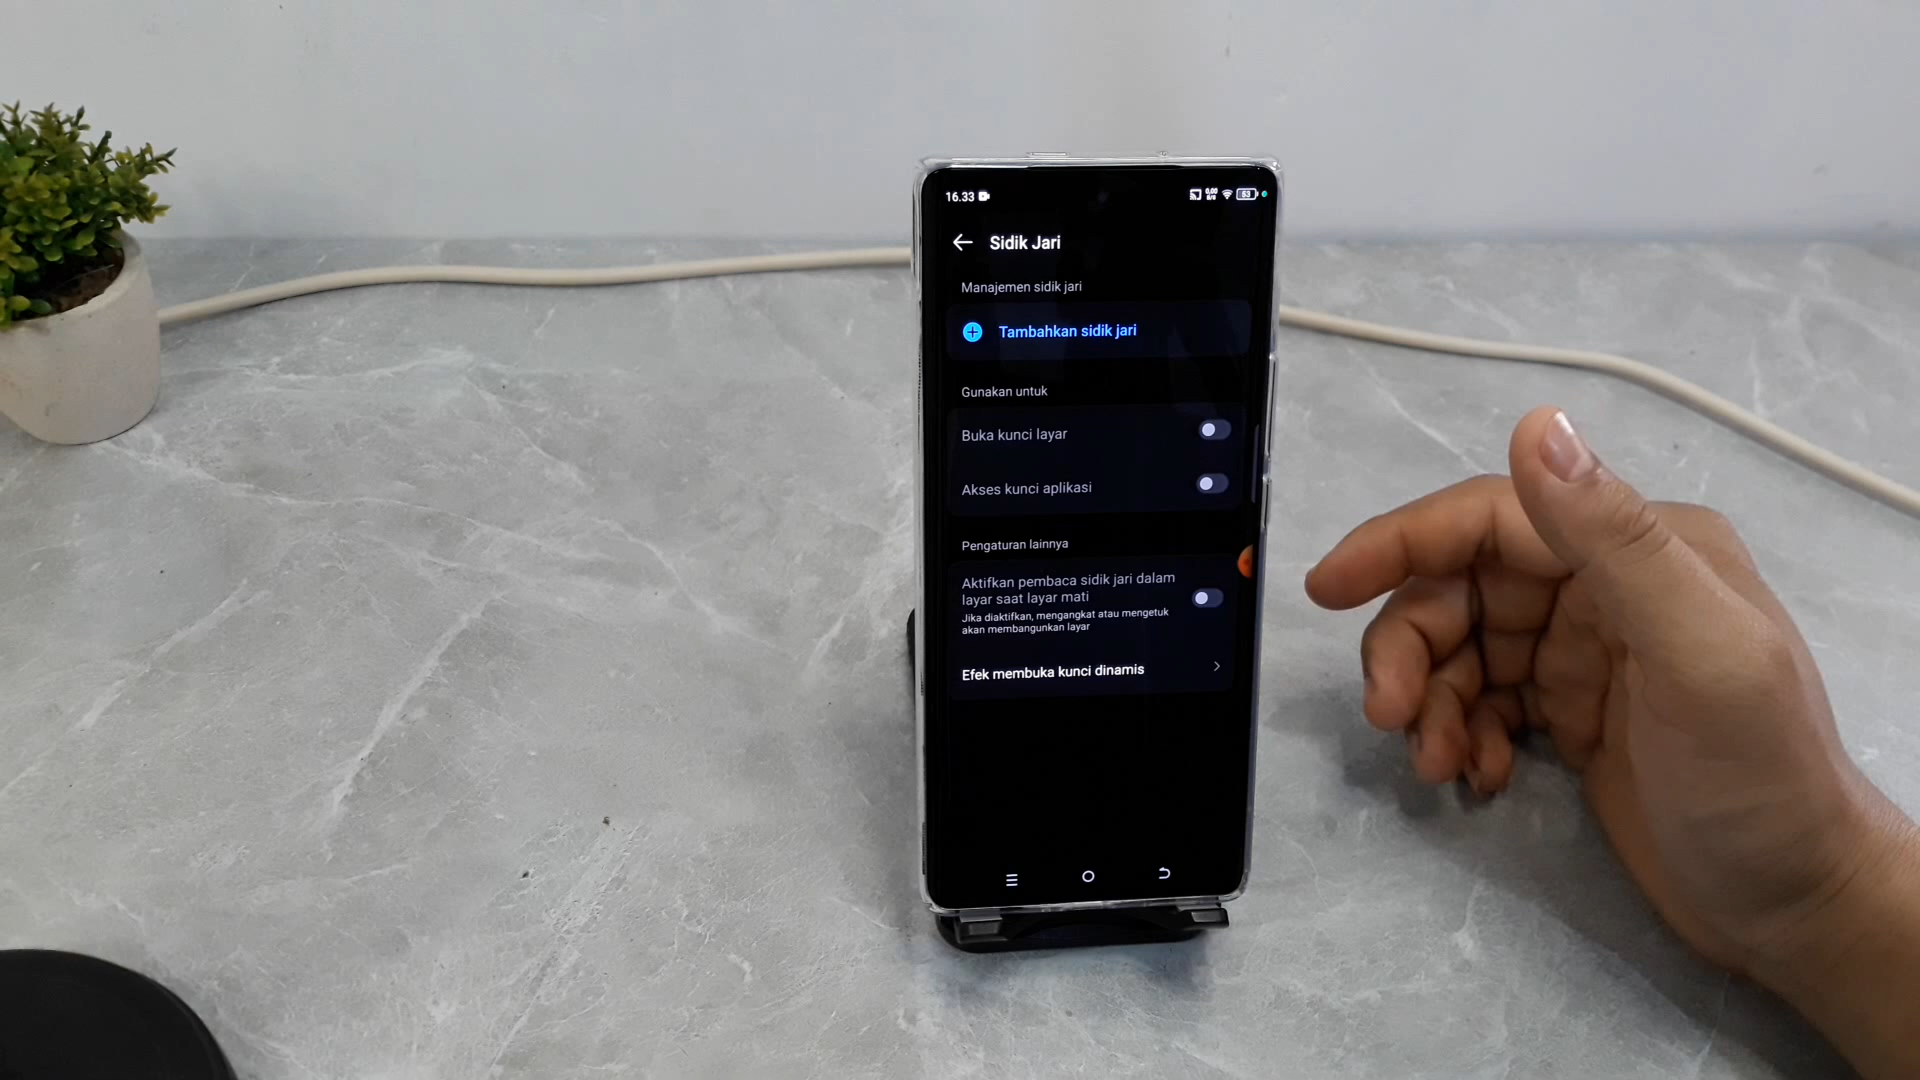 16.33
53
Sidik Jari
Manajemen sidik jari
Tambahkan sidik jari
Gunakan untuk
Buka kunci layar
Akses kunci aplikasi
Pengaturan lainnya
Aktifkan pembaca sidik jari dalam
layar saat layar mati
Jika diaktifkan, mengangkat atau mengetuk
akan membangunkan layar
Efek membuka kunci dinamis